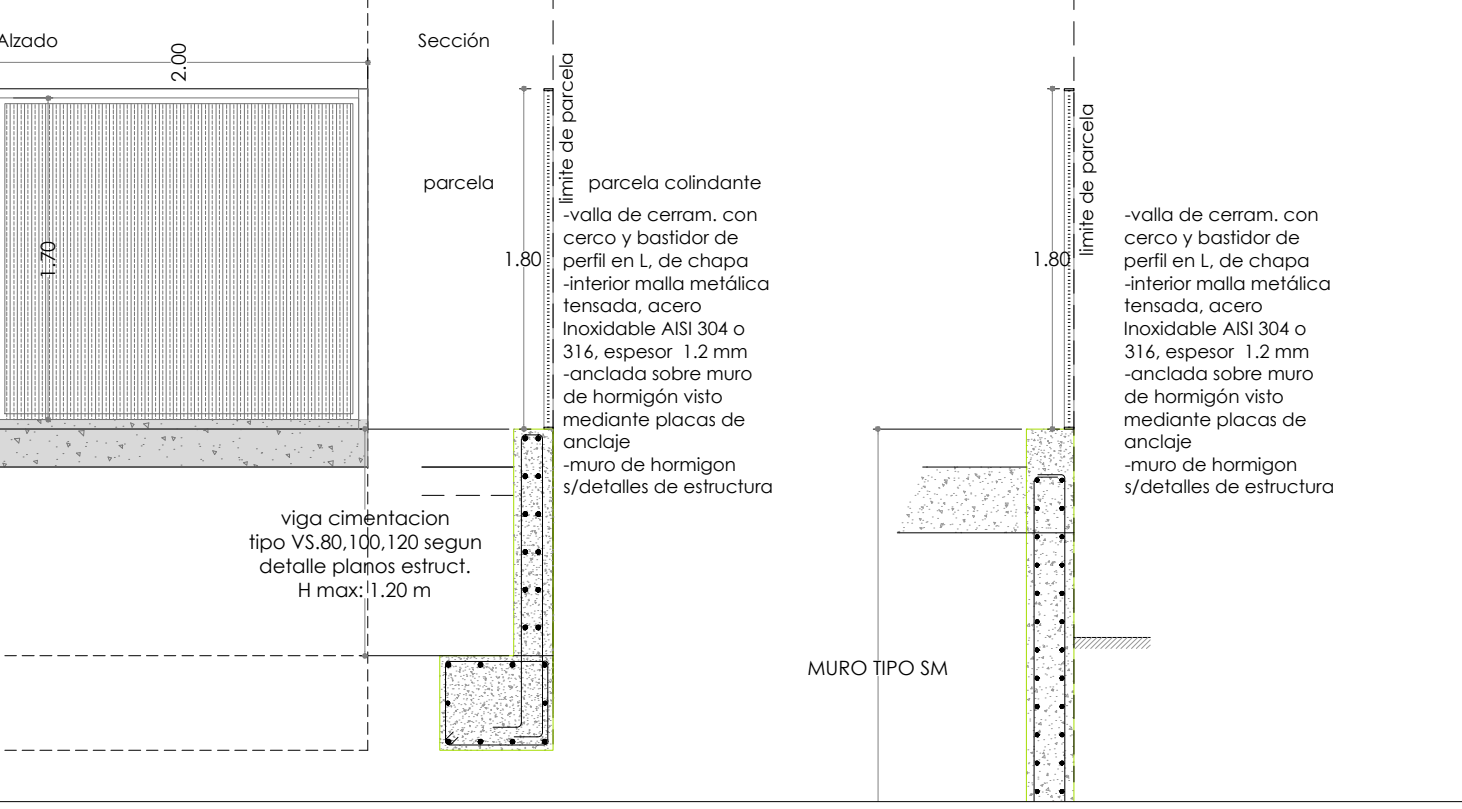 Alzado
2.00
1.70
Sección
limite de parcela
parcela
parcela colindante
1.80
-valla de cerram. con
cerco y bastidor de
perfil en L, de chapa
-interior malla metálica
tensada, acero
Inoxidable AISI 304 o
316, espesor 1.2 mm
-anclada sobre muro
de hormigón visto
mediante placas de
anclaje
-muro de hormigon
s/detalles de estructura
viga cimentacion
tipo VS.80,100,120 segun
detalle planos estruct.
H max: 1.20 m
limite de parcela
1.80
-valla de cerram. con
cerco y bastidor de
perfil en L, de chapa
-interior malla metálica
tensada, acero
Inoxidable AISI 304 o
316, espesor 1.2 mm
-anclada sobre muro
de hormigón visto
mediante placas de
anclaje
-muro de hormigon
s/detalles de estructura
MURO TIPO SM